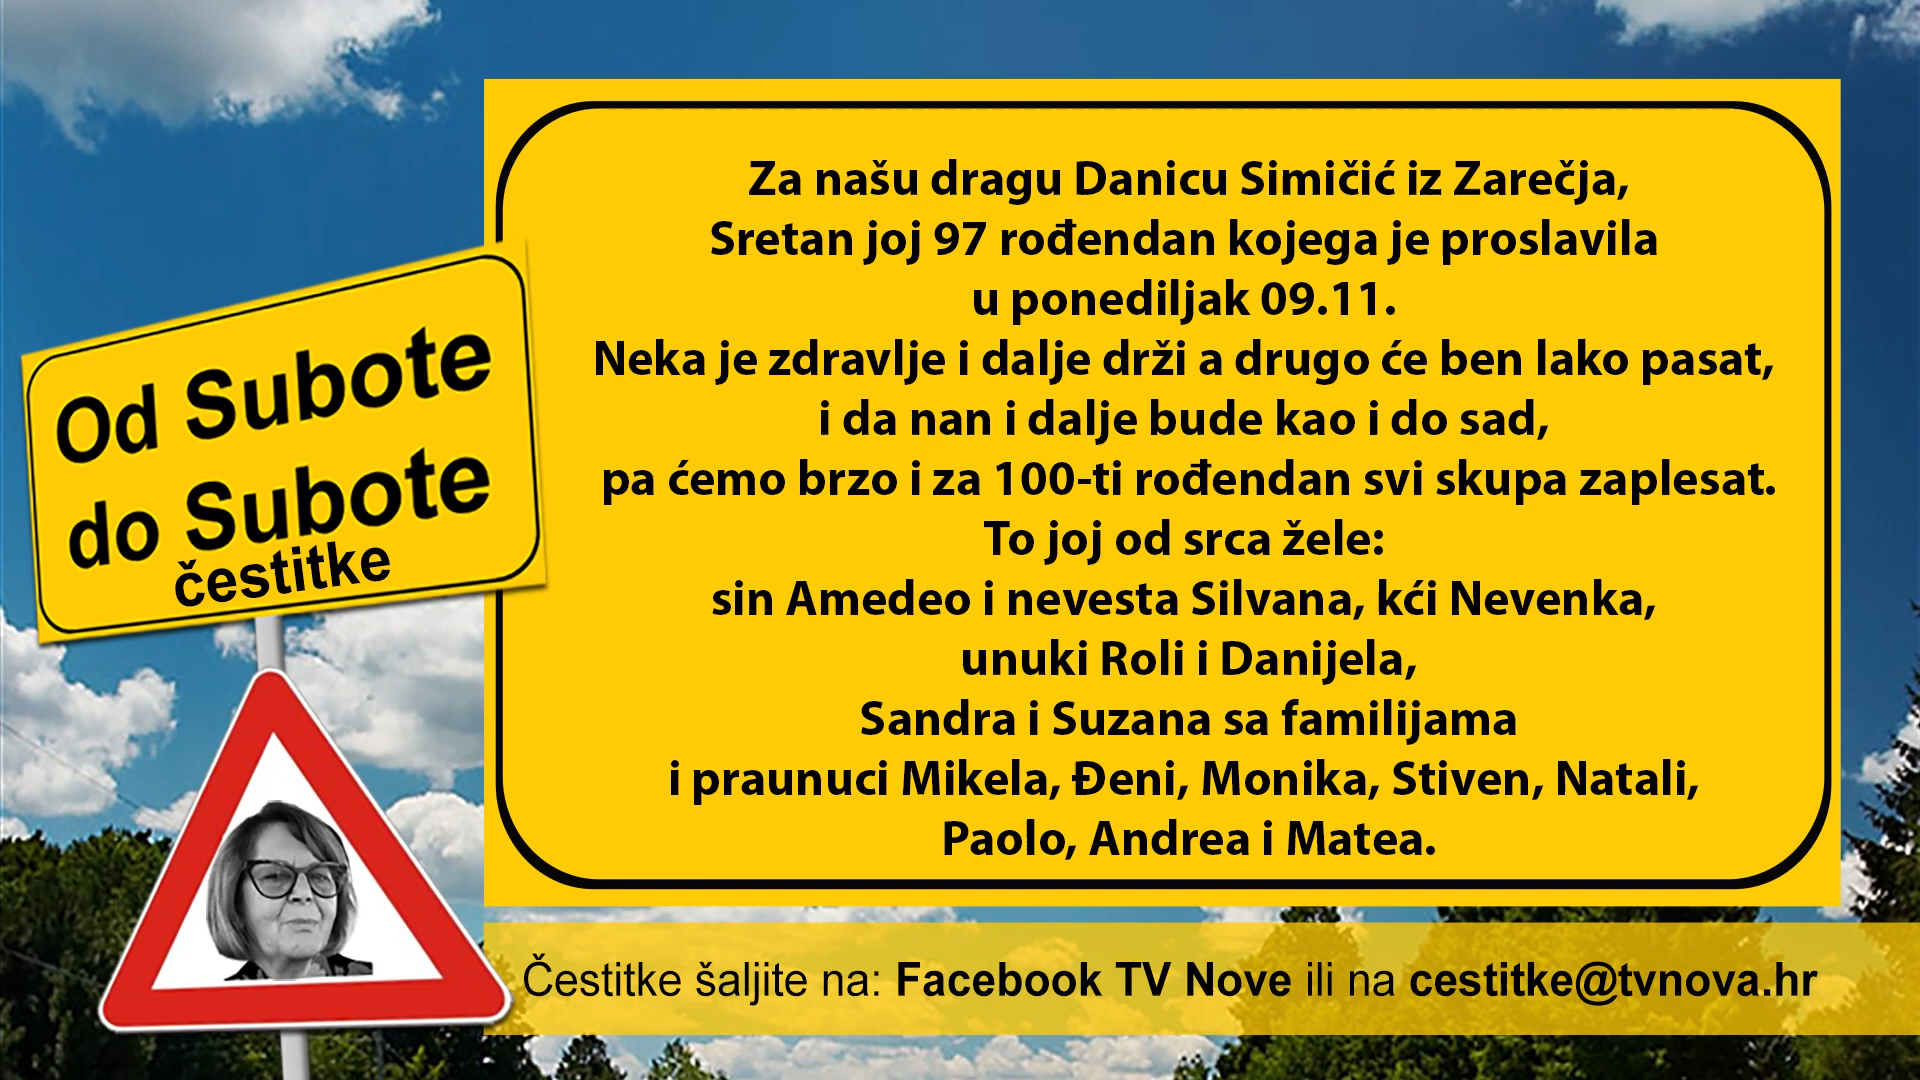 Od Subote
do Subote
čestitke
Za našu dragu Danicu Simičić iz Zarečja,
Sretan joj 97 rođendan kojega je proslavila
u ponediljak 09.11.
Neka je zdravlje i dalje drži a drugo će ben lako pasat,
i da nan i dalje bude kao i do sad,
pa ćemo brzo i za 100-ti rođendan svi skupa zaplesat.
To joj od srca žele:
sin Amedeo i nevesta Silvana, kći Nevenka,
unuki Roli i Danijela,
Sandra i Suzana sa familijama
i praunuci Mikela, Đeni, Monika, Stiven, Natali,
Paolo, Andrea i Matea.
Čestitke šaljite na: Facebook TV Nove ili na cestitke@tvnova.hr